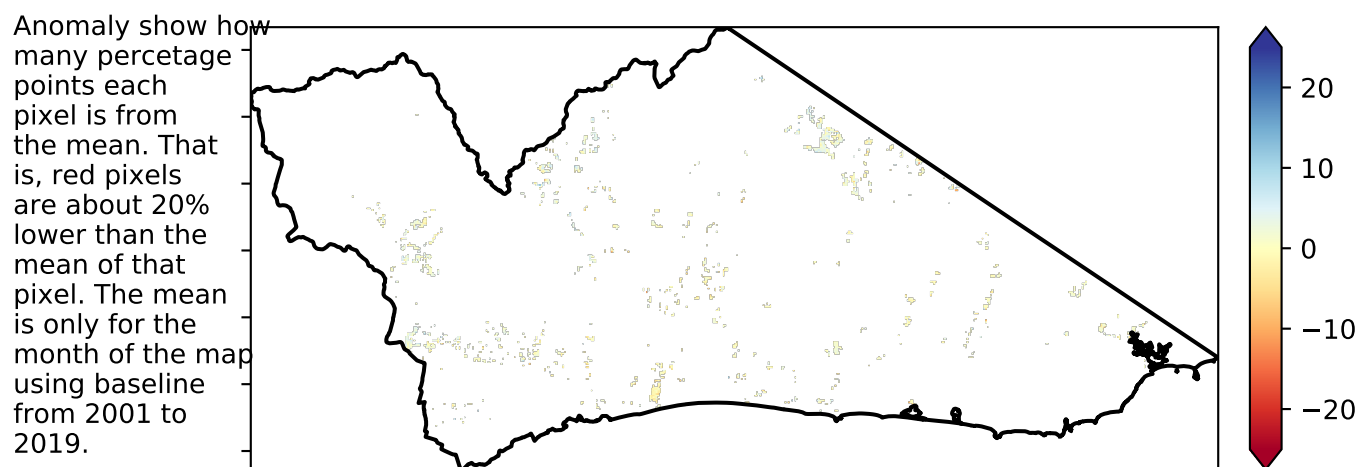 Anomaly show how
many percetage
points each
pixel is from
the mean. That
is, red pixels
are about 20%
lower than the
mean of that
pixel. The mean
is only for the
month of the map
using baseline
from 2001 to
2019.
20
10
0
−10
−20